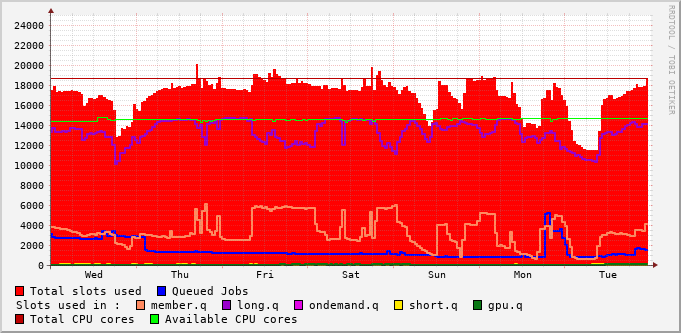 RRDTOOL / TOBI OETIKER
24000
22000
20000
18000
16000
14000
12000
10000
8000
6000
4000
2000
0
Wed Thu Fri Sat Sun Mon Tue
Total slots used Queued Jobs
Slots used in : member.q long.q ondemand.q short.q gpu.q
Total CPU cores Available CPU cores